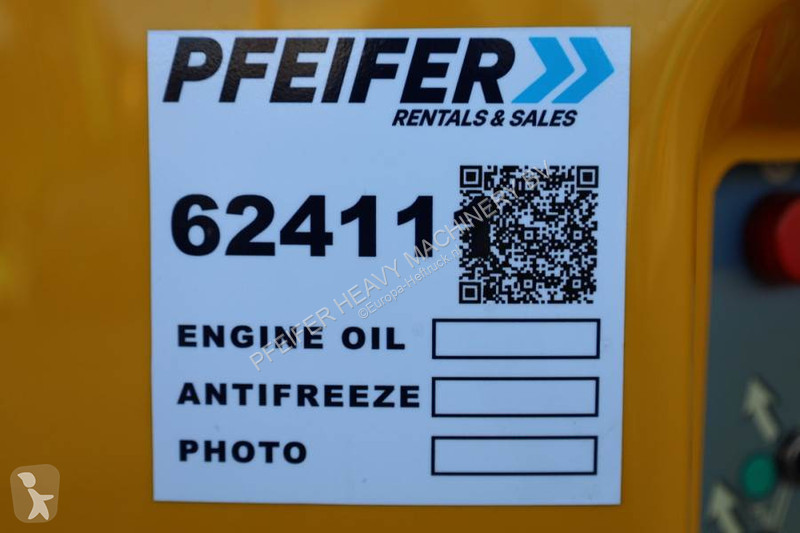 PFEIFER
RENTALS & SALES
62411
PFEIFER HEAVY MACHINERY BV
©Europa-Heftruck.nl
ENGINE OIL
ANTIFREEZE
PHOTO